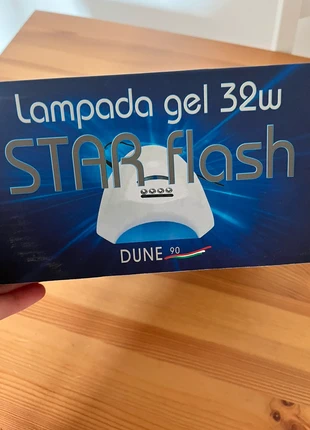 Lampada gel 32w
STAR flash
DUNE 90